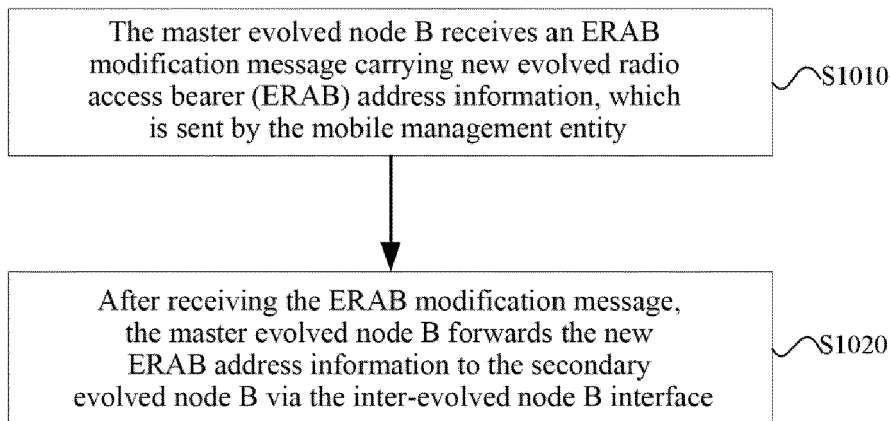 The master evolved node B receives an ERAB
modification message carrying new evolved radio
access bearer (ERAB) address information, which
is sent by the mobile management entity
S1010
After receiving the ERAB modification message,
the master evolved node B forwards the new
ERAB address information to the secondary
evolved node B via the inter-evolved node B interface
S1020